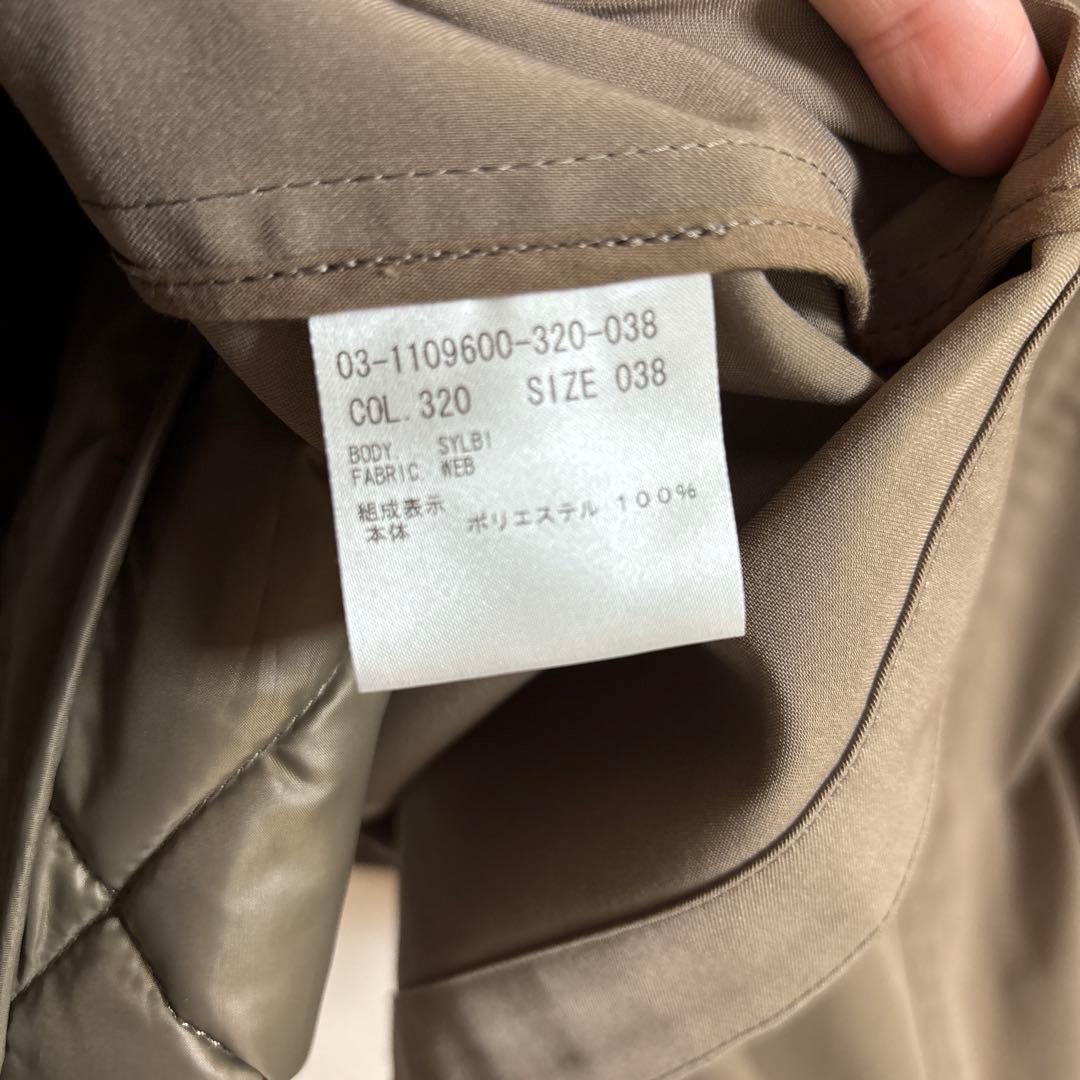 03-1109600-320-038
COL. 320 SIZE 038
BODY. SYLBI
FABRIC. WEB
組成表示
本体 ポリエステル 100%